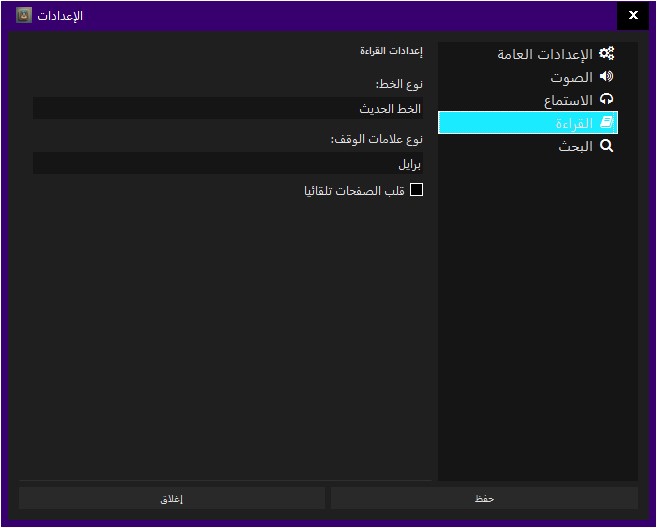 الإعدادات
x
الإعدادات العامة
الصوت
الاستماع
القراءة
البحث
إعدادات القراءة
نوع الخط:
الخط الحديث
نوع علامات الوقف:
برايل
قلب الصفحات تلقائيا
حفظ
إغلاق